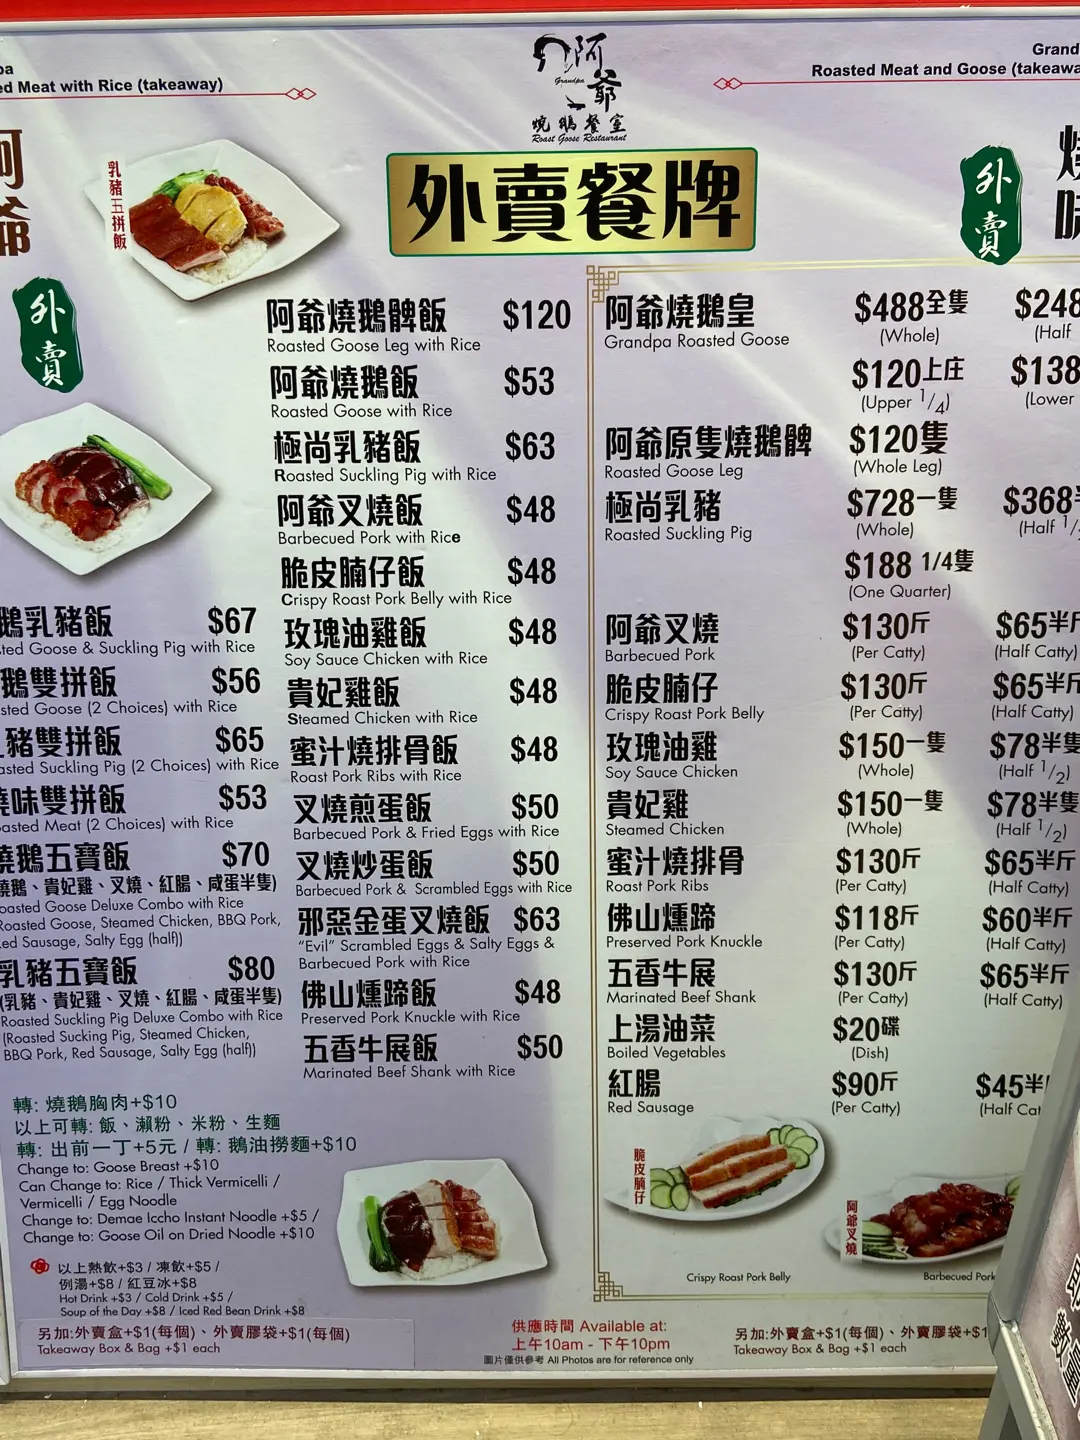 ed Meat with Rice (takeaway)
阿爺
Grandpa
燒鵝餐室
Roast Goose Restaurant
Grand
Roasted Meat and Goose (takeawa
外賣餐牌
乳豬五拼飯
外賣
外賣
阿爺燒鵝髀飯 $120
Roasted Goose Leg with Rice
阿爺燒鵝飯 $53
Roasted Goose with Rice
極尚乳豬飯 $63
Roasted Suckling Pig with Rice
阿爺叉燒飯 $48
Barbecued Pork with Rice
脆皮腩仔飯 $48
Crispy Roast Pork Belly with Rice
玫瑰油雞飯 $48
Soy Sauce Chicken with Rice
貴妃雞飯 $48
Steamed Chicken with Rice
蜜汁燒排骨飯 $48
Roast Pork Ribs with Rice
叉燒煎蛋飯 $50
Barbecued Pork & Fried Eggs with Rice
叉燒炒蛋飯 $50
Barbecued Pork & Scrambled Eggs with Rice
邪惡金蛋叉燒飯 $63
“Evil” Scrambled Eggs & Salty Eggs &
Barbecued Pork with Rice
佛山燻蹄飯 $48
Preserved Pork Knuckle with Rice
五香牛展飯 $50
Marinated Beef Shank with Rice
鵝乳豬飯 $67
ted Goose & Suckling Pig with Rice
鵝雙拼飯 $56
sted Goose (2 Choices) with Rice
豬雙拼飯 $65
asted Suckling Pig (2 Choices) with Rice
燒味雙拼飯 $53
oasted Meat (2 Choices) with Rice
燒鵝五寶飯 $70
燒鵝、貴妃雞、叉燒、紅腸、咸蛋半隻)
oasted Goose Deluxe Combo with Rice
Roasted Goose, Steamed Chicken, BBQ Pork,
ed Sausage, Salty Egg (half))
乳豬五寶飯 $80
(乳豬、貴妃雞、叉燒、紅腸、咸蛋半隻)
Roasted Suckling Pig Deluxe Combo with Rice
(Roasted Sucking Pig, Steamed Chicken,
BBQ Pork, Red Sausage, Salty Egg (half))
轉: 燒鵝胸肉+$10
以上可轉: 飯、瀨粉、米粉、生麵
轉: 出前一丁+5元 / 轉: 鵝油撈麵+$10
Change to: Goose Breast +$10
Can Change to: Rice / Thick Vermicelli /
Vermicelli / Egg Noodle
Change to: Demae Iccho Instant Noodle +$5 /
Change to: Goose Oil on Dried Noodle +$10
以上熱飲+$3 / 凍飲+$5 /
例湯+$8 / 紅豆冰+$8
Hot Drink +$3 / Cold Drink +$5 /
Soup of the Day +$8 / Iced Red Bean Drink +$8
另加:外賣盒+$1(每個)、外賣膠袋+$1(每個)
Takeaway Box & Bag +$1 each
阿爺燒鵝皇 $488全隻 $248
Grandpa Roasted Goose (Whole) (Half
$120上庄 $138
(Upper 1/4) (Lower
阿爺原隻燒鵝髀 $120隻
Roasted Goose Leg (Whole Leg)
極尚乳豬 $728一隻 $368
Roasted Suckling Pig (Whole) (Half 1/
$188 1/4隻
(One Quarter)
阿爺叉燒 $130斤 $65半斤
Barbecued Pork (Per Catty) (Half Catty)
脆皮腩仔 $130斤 $65半斤
Crispy Roast Pork Belly (Per Catty) (Half Catty)
玫瑰油雞 $150一隻 $78半隻
Soy Sauce Chicken (Whole) (Half 1/2)
貴妃雞 $150一隻 $78半隻
Steamed Chicken (Whole) (Half 1/2)
蜜汁燒排骨 $130斤 $65半斤
Roast Pork Ribs (Per Catty) (Half Catty)
佛山燻蹄 $118斤 $60半斤
Preserved Pork Knuckle (Per Catty) (Half Catty)
五香牛展 $130斤 $65半斤
Marinated Beef Shank (Per Catty) (Half Catty)
上湯油菜 $20碟
Boiled Vegetables (Dish)
紅腸 $90斤 $45半
Red Sausage (Per Catty) (Half Cat
脆皮腩仔
阿爺叉燒
Crispy Roast Pork Belly
Barbecued Pork
供應時間 Available at:
上午10am - 下午10pm
圖片僅供參考 All Photos are for reference only
另加:外賣盒+$1(每個)、外賣膠袋+$1
Takeaway Box & Bag +$1 each